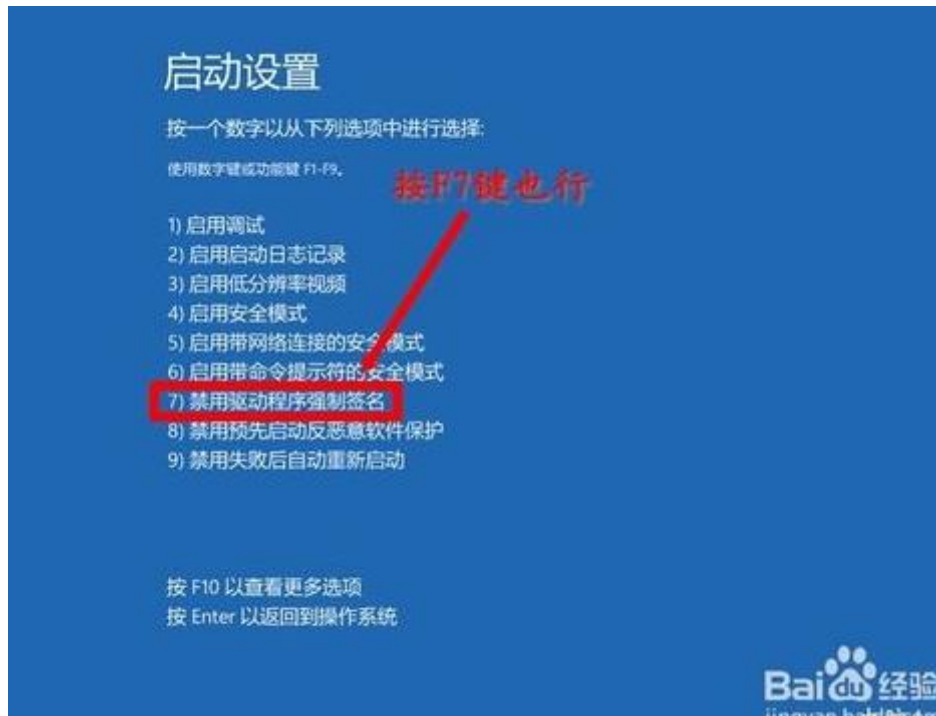 启动设置
按一个数字以从下列选项中进行选择:
使用数字键或功能键 F1-F9。
按F7键也行
1) 启用调试
2) 启用启动日志记录
3) 启用低分辨率视频
4) 启用安全模式
5) 启用带网络连接的安全模式
6) 启用带命令提示符的安全模式
7) 禁用驱动程序强制签名
8) 禁用预先启动反恶意软件保护
9) 禁用失败后自动重新启动
按 F10 以查看更多选项
按 Enter 以返回到操作系统
Baidu经验